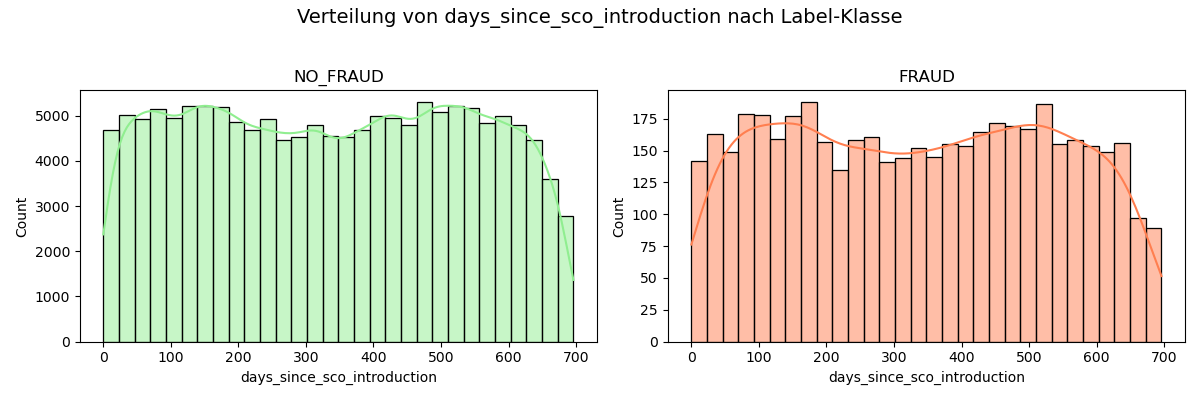 Verteilung von days_since_sco_introduction nach Label-Klasse
NO_FRAUD
5000
4000
3000
2000
1000
0
Count
0 100 200 300 400 500 600 700
days_since_sco_introduction
FRAUD
175
150
125
100
75
50
25
0
Count
0 100 200 300 400 500 600 700
days_since_sco_introduction